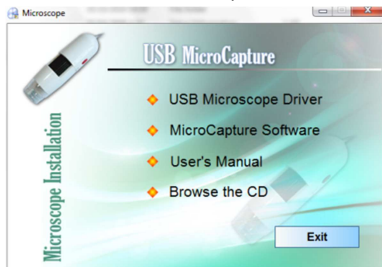 Microscope
USB MicroCapture
USB Microscope Driver
MicroCapture Software
User's Manual
Browse the CD
Microscope Installation
Exit